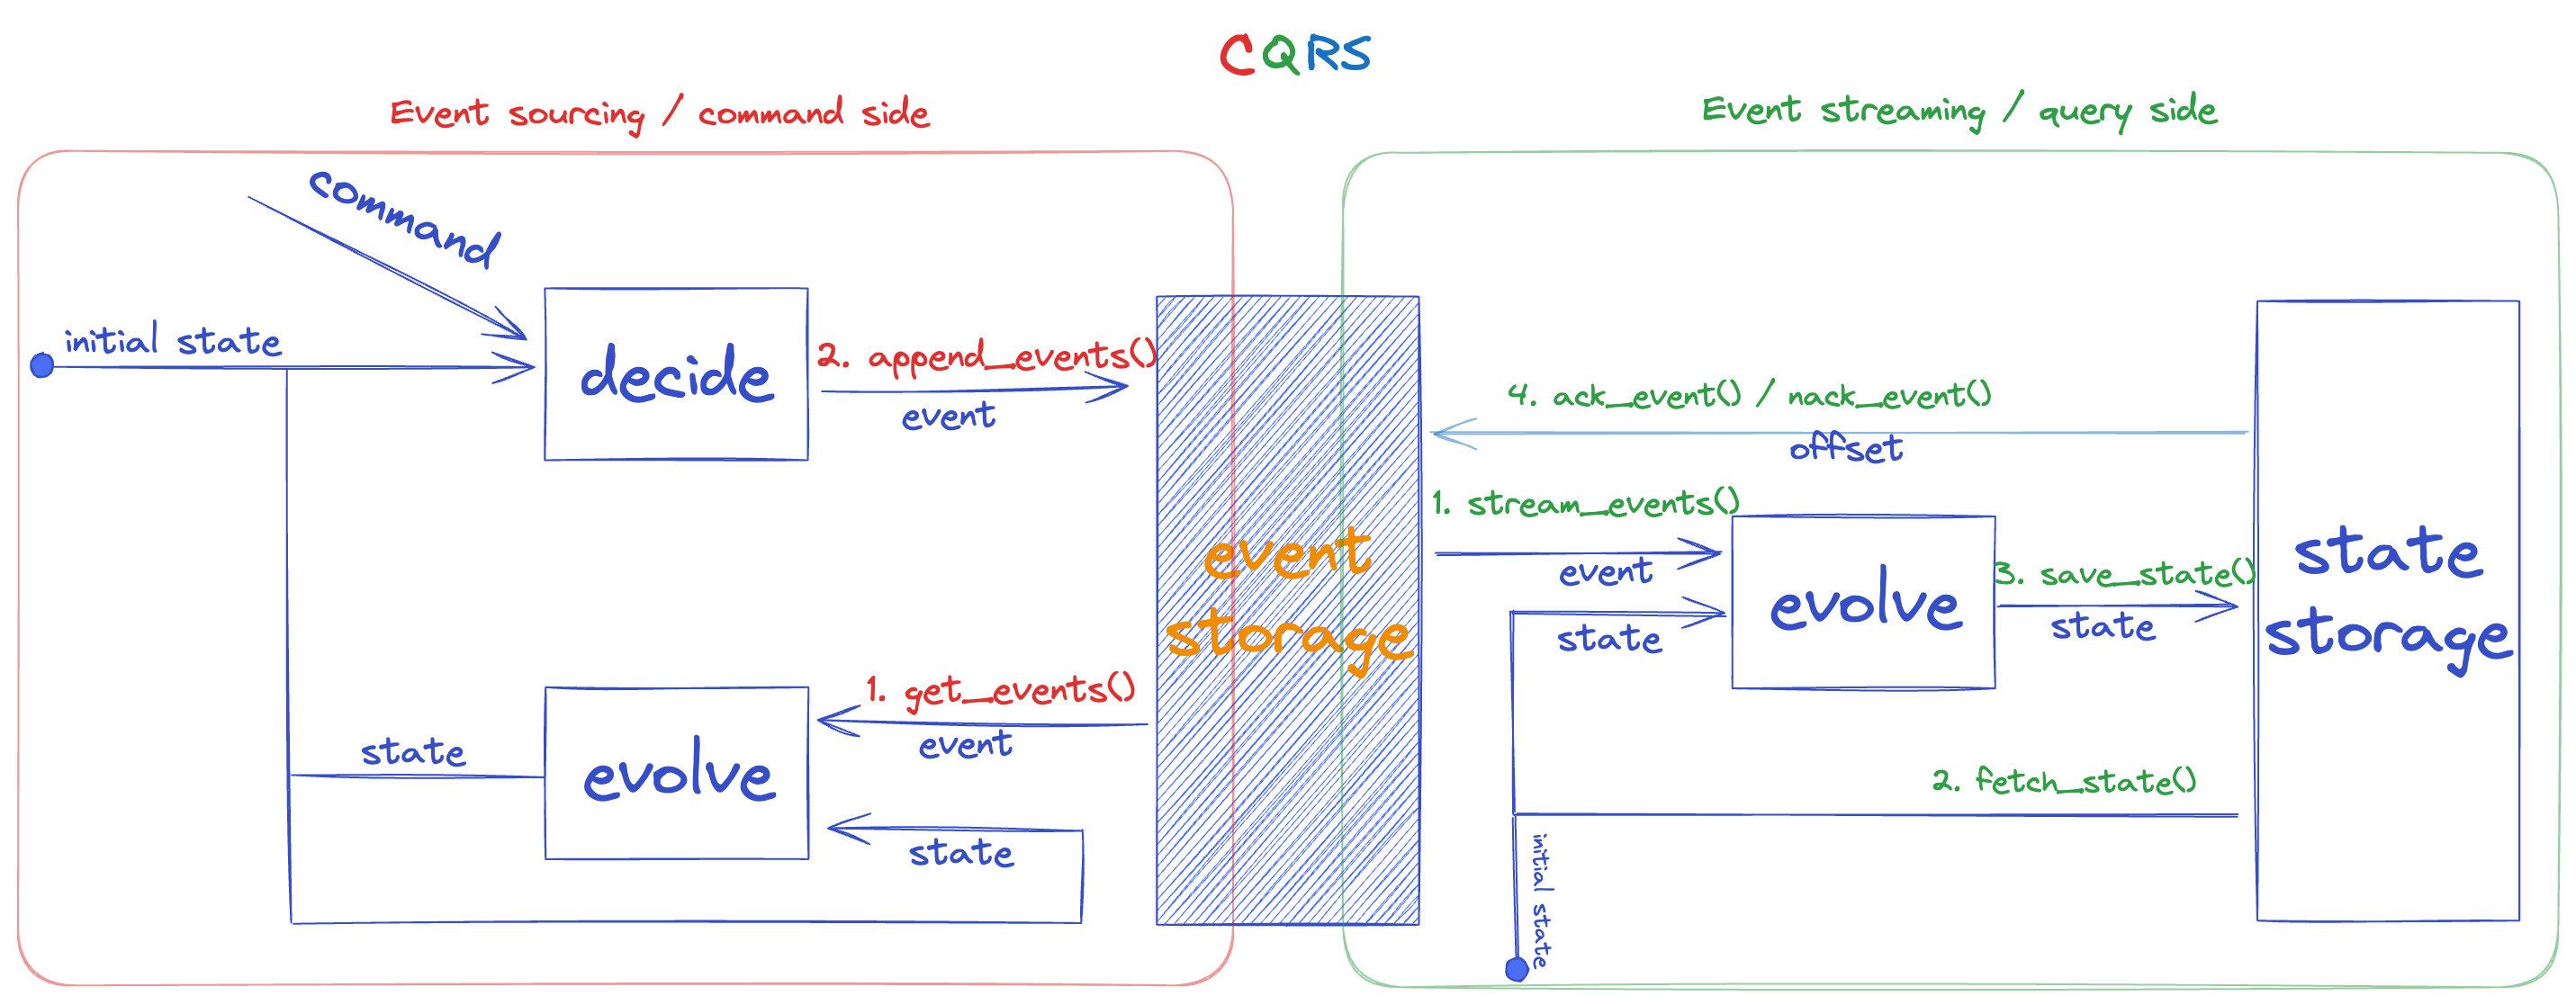 CQRS
Event sourcing / command side
Event streaming / query side
command
initial state
decide
2. append_events()
event
4. ack_event() / nack_event()
offset
1. stream_events()
event
state
evolve
3. save_state()
state
event
storage
state
storage
1. get_events()
event
state
evolve
state
2. fetch_state()
initial state